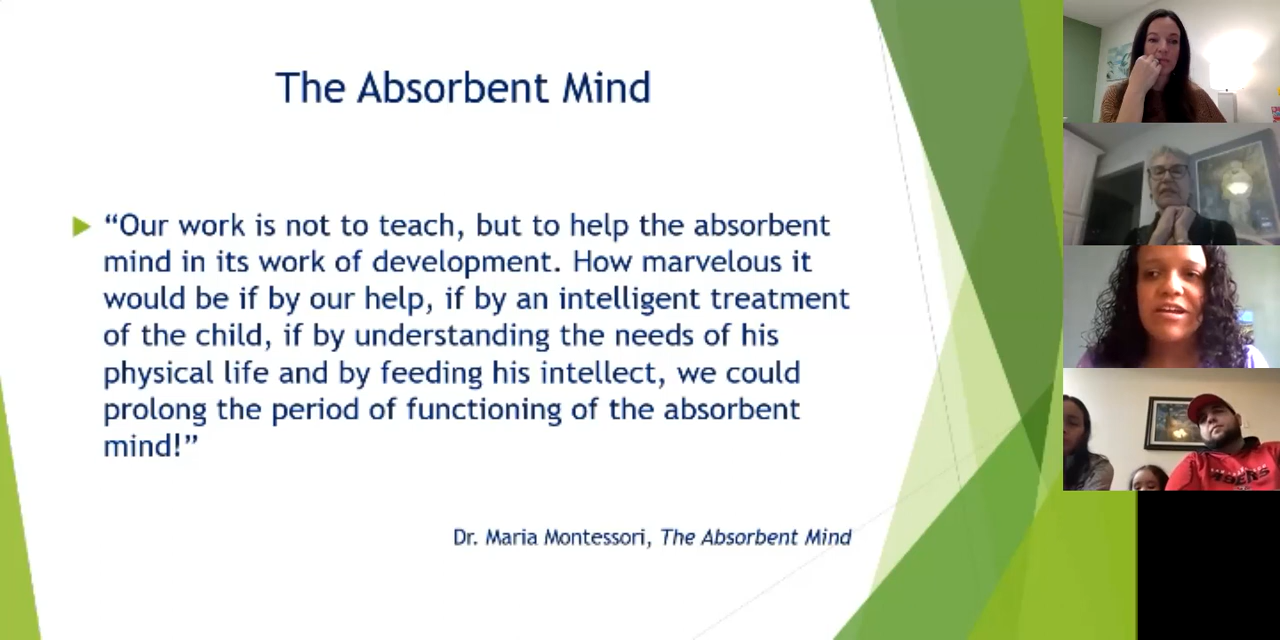 The Absorbent Mind
“Our work is not to teach, but to help the absorbent
mind in its work of development. How marvelous it
would be if by our help, if by an intelligent treatment
of the child, if by understanding the needs of his
physical life and by feeding his intellect, we could
prolong the period of functioning of the absorbent
mind!”
Dr. Maria Montessori, The Absorbent Mind
49ERS